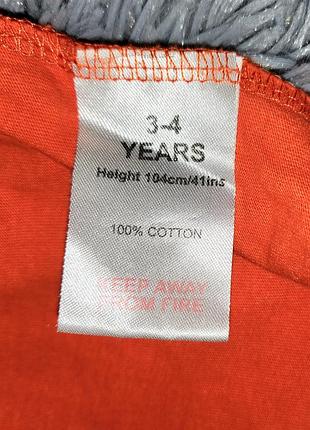 3-4
YEARS
Height 104cm/41ins
100% COTTON
KEEP AWAY
FROM FIRE